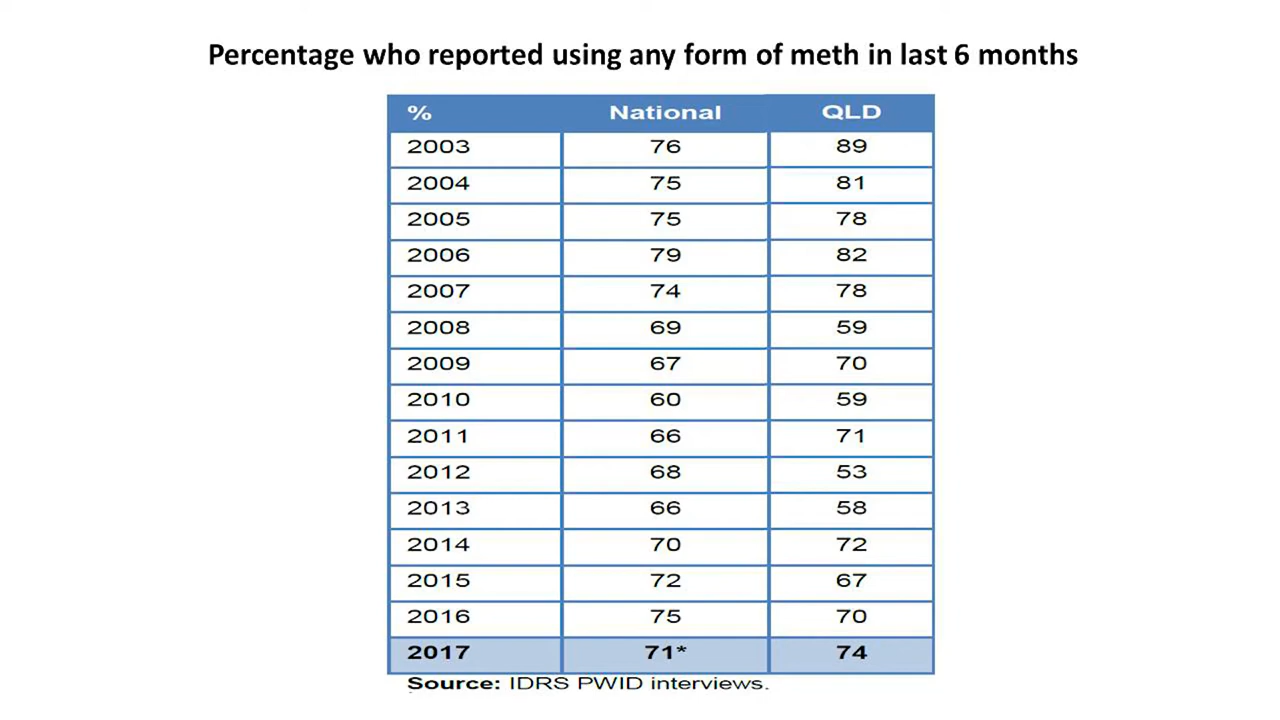 Percentage who reported using any form of meth in last 6 months
% National QLD
2003 76 89
2004 75 81
2005 75 78
2006 79 82
2007 74 78
2008 69 59
2009 67 70
2010 60 59
2011 66 71
2012 68 53
2013 66 58
2014 70 72
2015 72 67
2016 75 70
2017 71* 74
Source: IDRS PWID interviews.